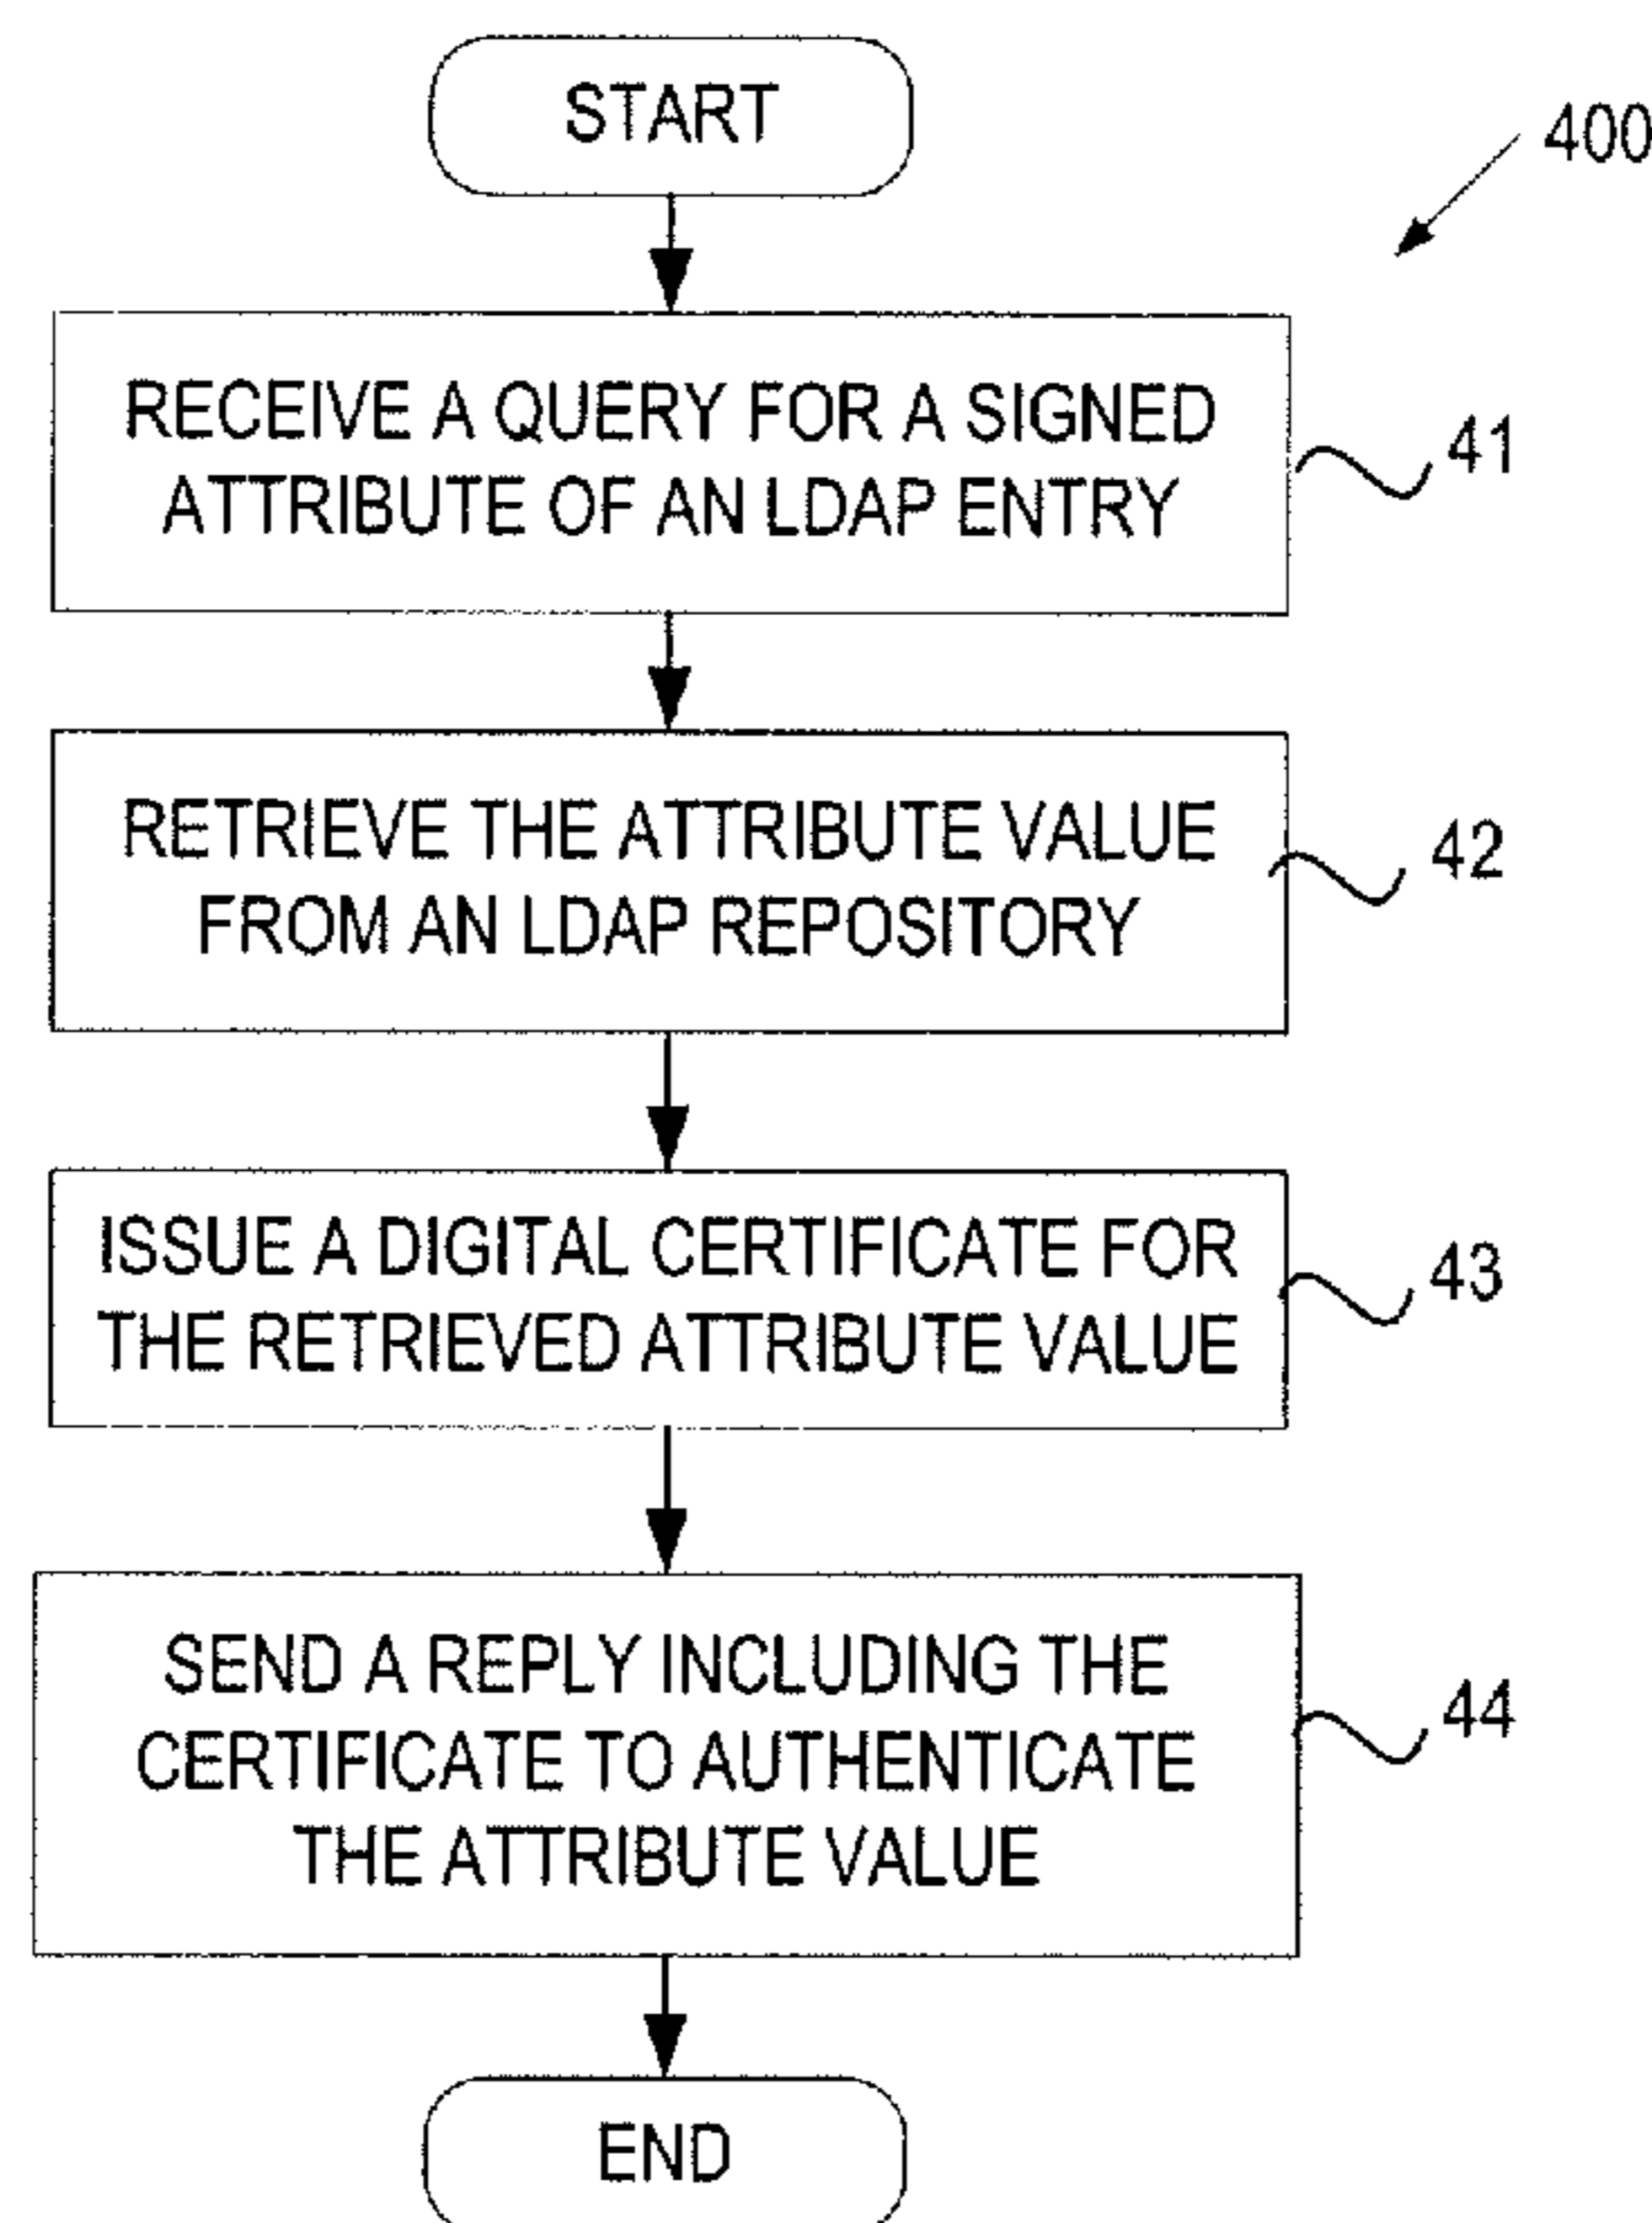 START
400
RECEIVE A QUERY FOR A SIGNED
ATTRIBUTE OF AN LDAP ENTRY
41
RETRIEVE THE ATTRIBUTE VALUE
FROM AN LDAP REPOSITORY
42
ISSUE A DIGITAL CERTIFICATE FOR
THE RETRIEVED ATTRIBUTE VALUE
43
SEND A REPLY INCLUDING THE
CERTIFICATE TO AUTHENTICATE
THE ATTRIBUTE VALUE
44
END